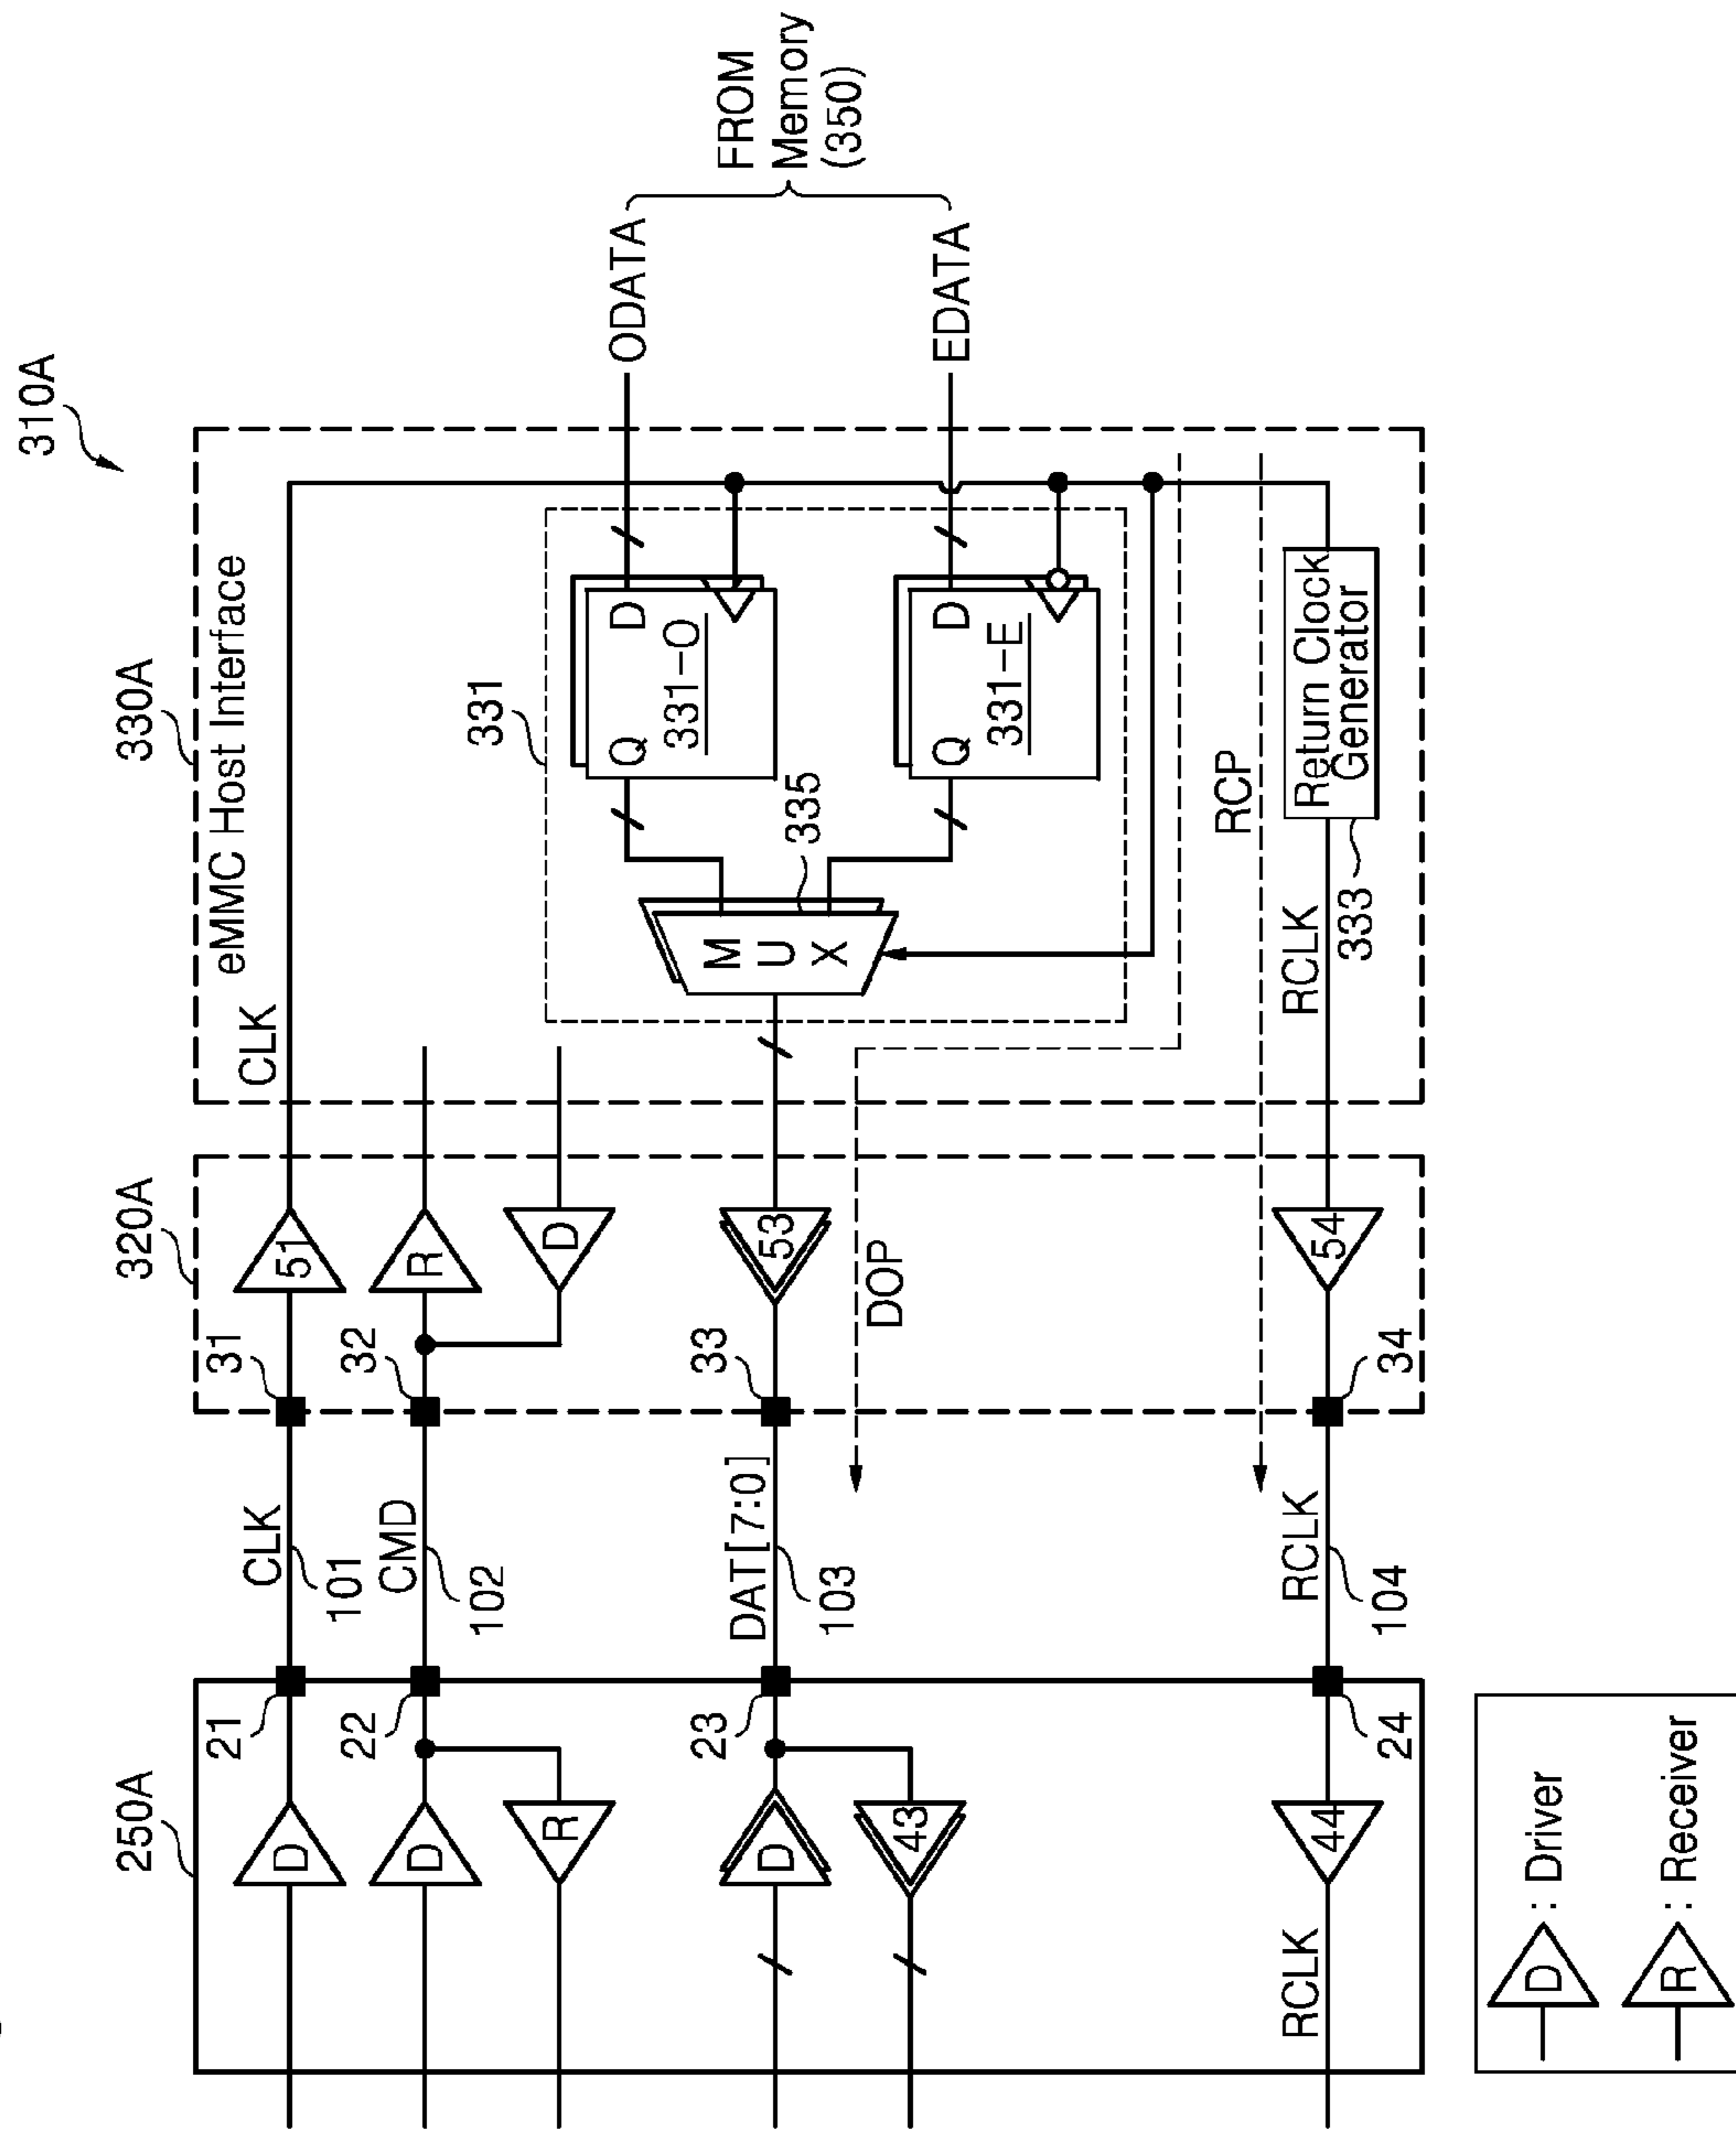 310A
250A
320A
330A
eMMC Host Interface
D
21
CLK
101
31
51
CLK
D
22
CMD
102
32
R
R
D
331
D
23
DAT[7:0]
103
33
53
43
DOP
MUX
335
Q
D
331-O
ODATA
Q
D
331-E
EDATA
FROM
Memory
(350)
RCP
RCLK
44
24
RCLK
104
34
54
RCLK
333
Return Clock
Generator
D : Driver
R : Receiver